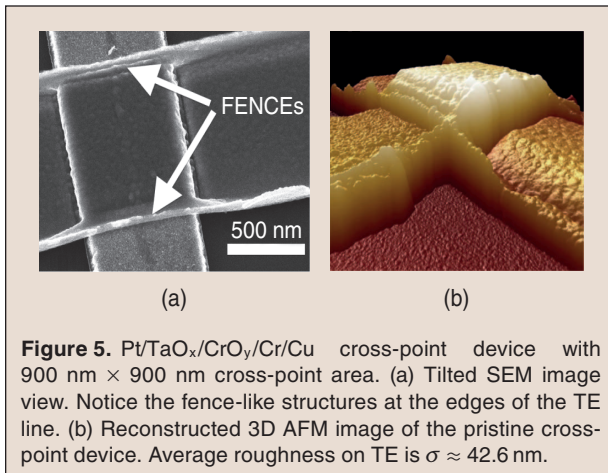 FENCEs
500 nm
(a)
(b)
Figure 5. Pt/TaOₓ/CrOᵧ/Cr/Cu cross-point device with
900 nm × 900 nm cross-point area. (a) Tilted SEM image
view. Notice the fence-like structures at the edges of the TE
line. (b) Reconstructed 3D AFM image of the pristine cross-
point device. Average roughness on TE is σ ≈ 42.6 nm.